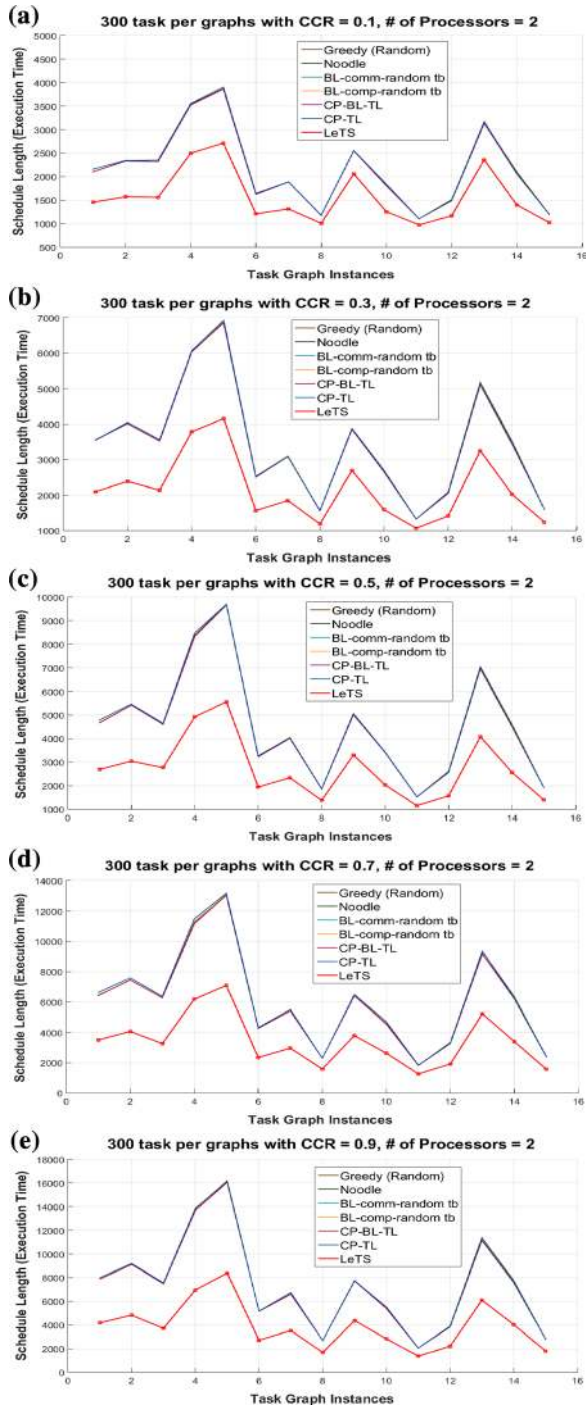 (a)
300 task per graphs with CCR = 0.1, # of Processors = 2
Schedule Length (Execution Time)
5000
4500
4000
3500
3000
2500
2000
1500
1000
500
Greedy (Random)
Noodle
BL-comm-random tb
BL-comp-random tb
CP-BL-TL
CP-TL
LeTS
0 2 4 6 8 10 12 14 16
Task Graph Instances
(b)
300 task per graphs with CCR = 0.3, # of Processors = 2
Schedule Length (Execution Time)
7000
6000
5000
4000
3000
2000
1000
Greedy (Random)
Noodle
BL-comm-random tb
BL-comp-random tb
CP-BL-TL
CP-TL
LeTS
0 2 4 6 8 10 12 14 16
Task Graph Instances
(c)
300 task per graphs with CCR = 0.5, # of Processors = 2
Schedule Length (Execution Time)
10000
9000
8000
7000
6000
5000
4000
3000
2000
1000
Greedy (Random)
Noodle
BL-comm-random tb
BL-comp-random tb
CP-BL-TL
CP-TL
LeTS
0 2 4 6 8 10 12 14 16
Task Graph Instances
(d)
300 task per graphs with CCR = 0.7, # of Processors = 2
Schedule Length (Execution Time)
14000
12000
10000
8000
6000
4000
2000
0
Greedy (Random)
Noodle
BL-comm-random tb
BL-comp-random tb
CP-BL-TL
CP-TL
LeTS
0 2 4 6 8 10 12 14 16
Task Graph Instances
(e)
300 task per graphs with CCR = 0.9, # of Processors = 2
Schedule Length (Execution Time)
18000
16000
14000
12000
10000
8000
6000
4000
2000
0
Greedy (Random)
Noodle
BL-comm-random tb
BL-comp-random tb
CP-BL-TL
CP-TL
LeTS
0 2 4 6 8 10 12 14 16
Task Graph Instances